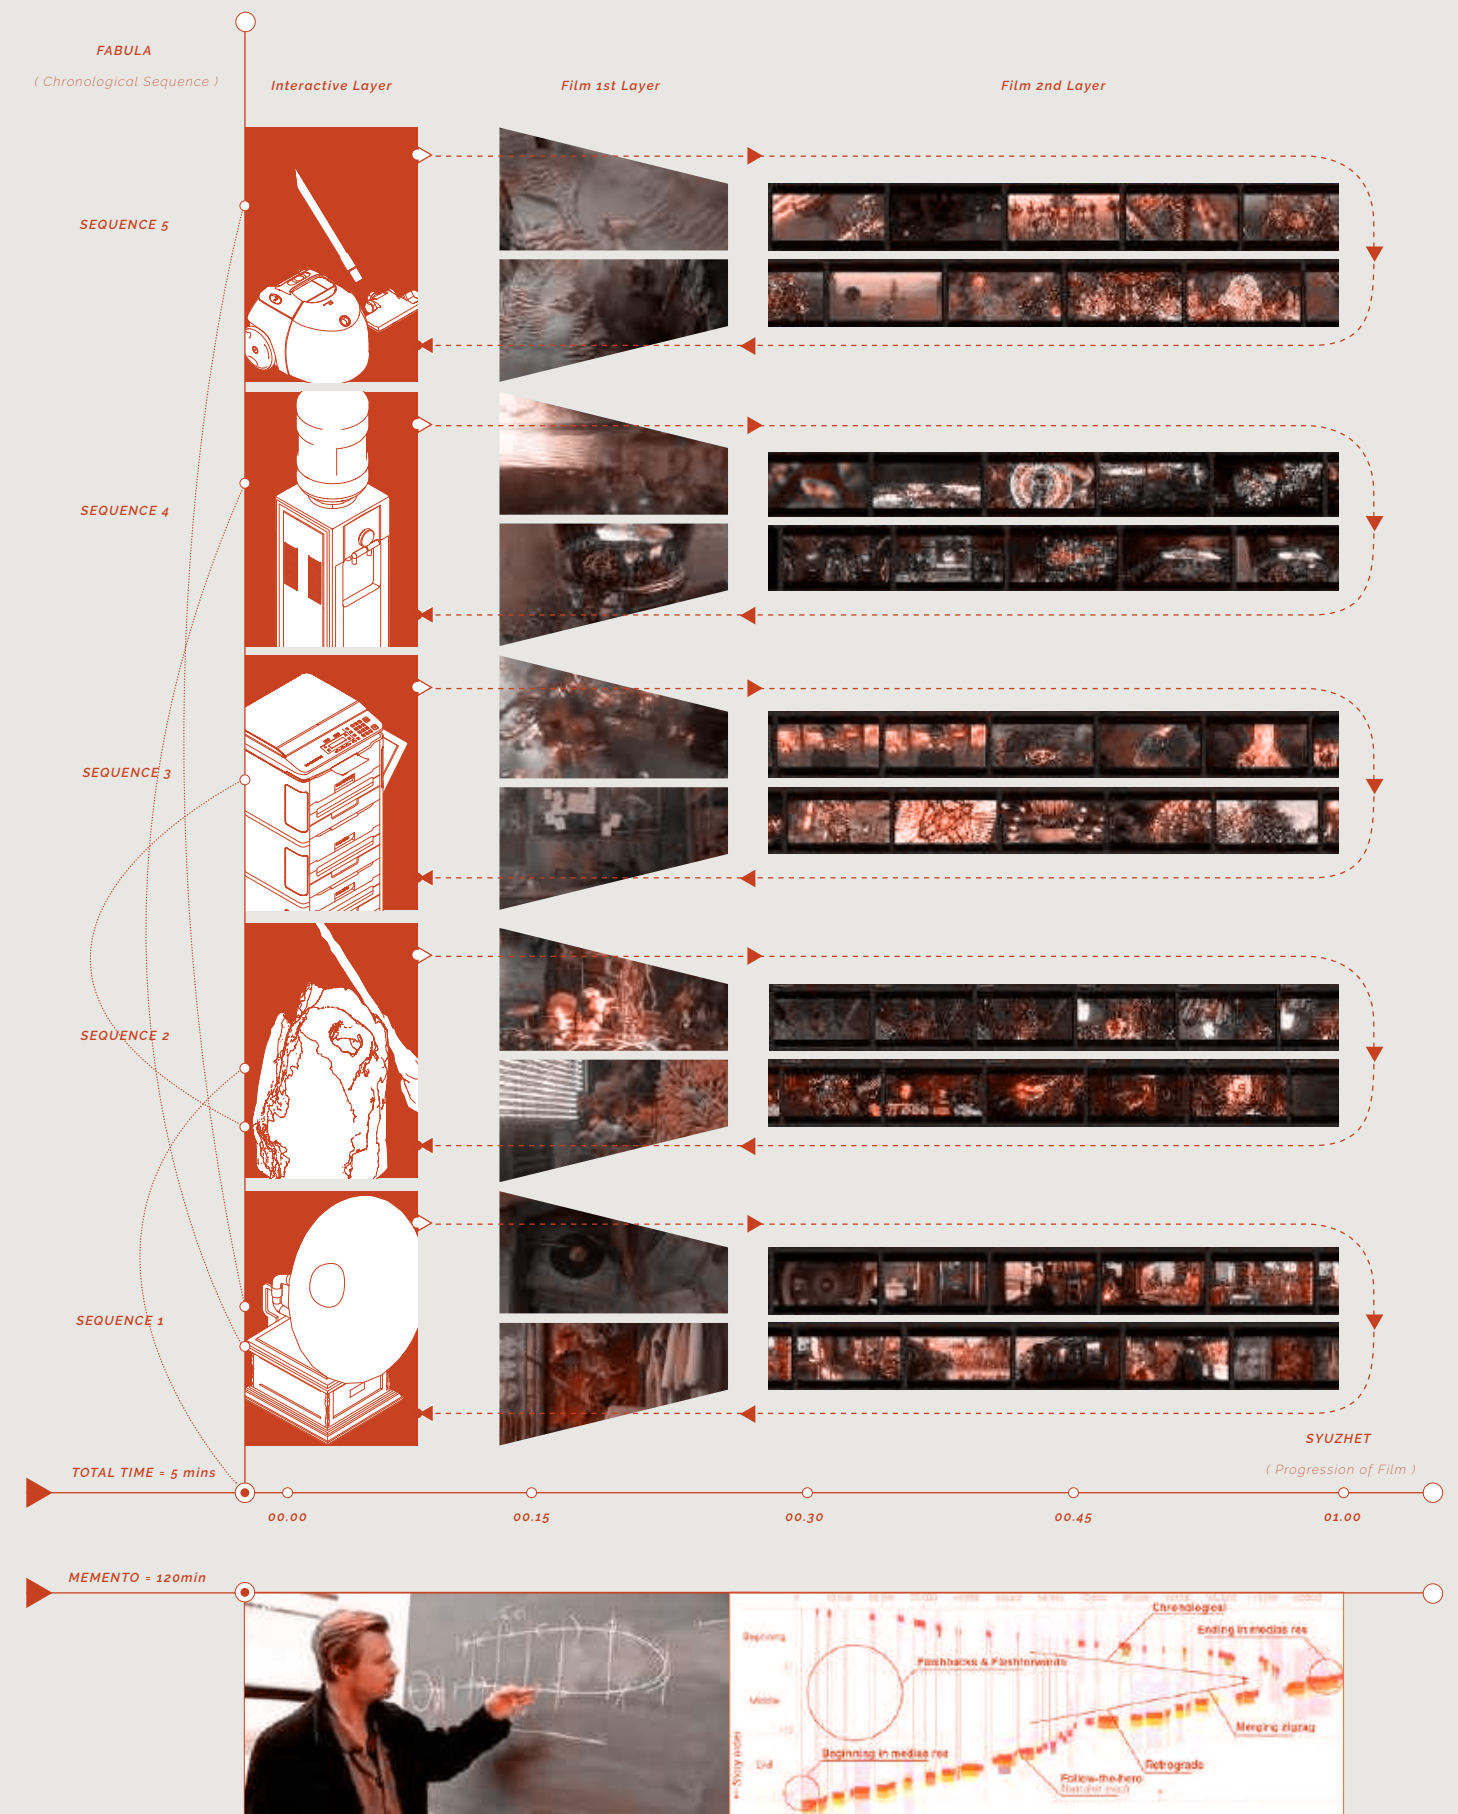 FABULA
( Chronological Sequence )
Interactive Layer
Film 1st Layer
Film 2nd Layer
SEQUENCE 5
SEQUENCE 4
SEQUENCE 3
SEQUENCE 2
SEQUENCE 1
SYUZHET
( Progression of Film )
TOTAL TIME = 5 mins
00.00
00.15
00.30
00.45
01.00
MEMENTO = 120min
Chronological
Ending in medias res
Beginning
Flashbacks & Flashforwards
Middle
Merging zigzag
Beginning in medias res
End
Retrograde
Follow-the-hero
Story order